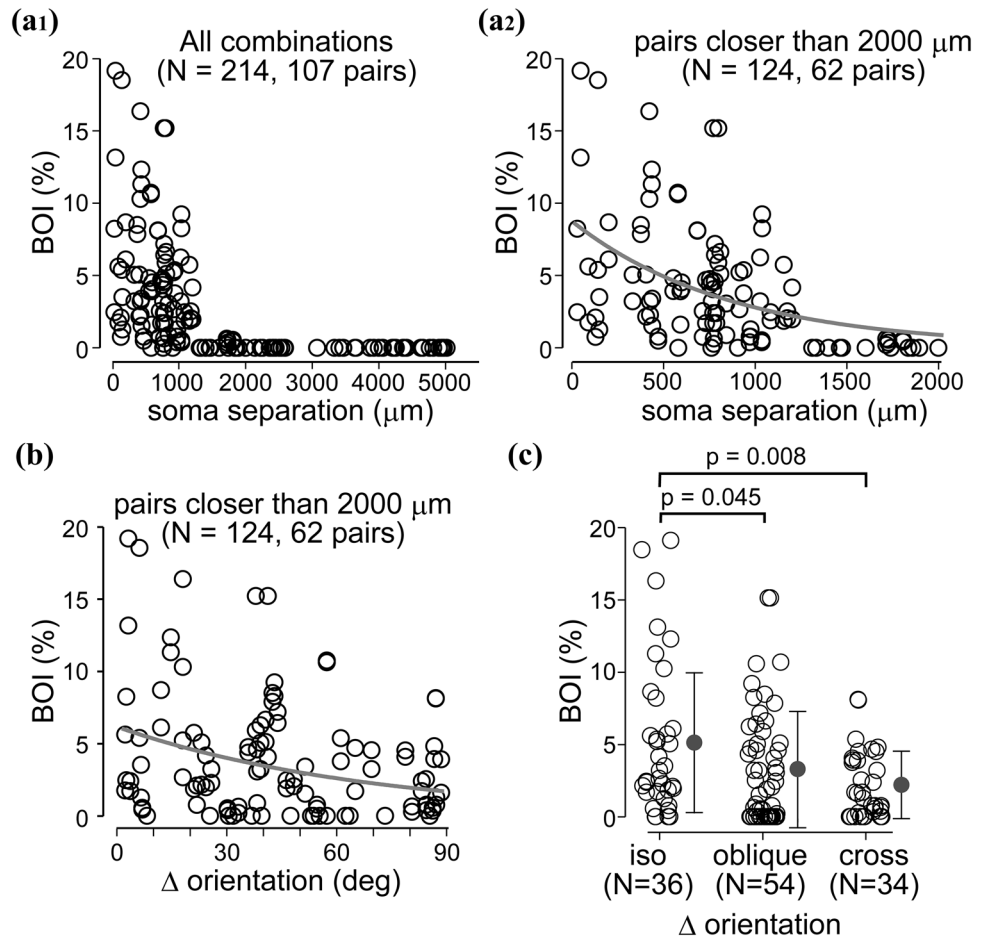 (a1)
All combinations
(N = 214, 107 pairs)
20
15
10
5
0
BOI (%)
0 1000 2000 3000 4000 5000
soma separation (μm)
(a2)
pairs closer than 2000 μm
(N = 124, 62 pairs)
20
15
10
5
0
BOI (%)
0 500 1000 1500 2000
soma separation (μm)
(b)
pairs closer than 2000 μm
(N = 124, 62 pairs)
20
15
10
5
0
BOI (%)
0 30 60 90
Δ orientation (deg)
(c)
p = 0.008
p = 0.045
20
15
10
5
0
BOI (%)
iso oblique cross
(N=36) (N=54) (N=34)
Δ orientation